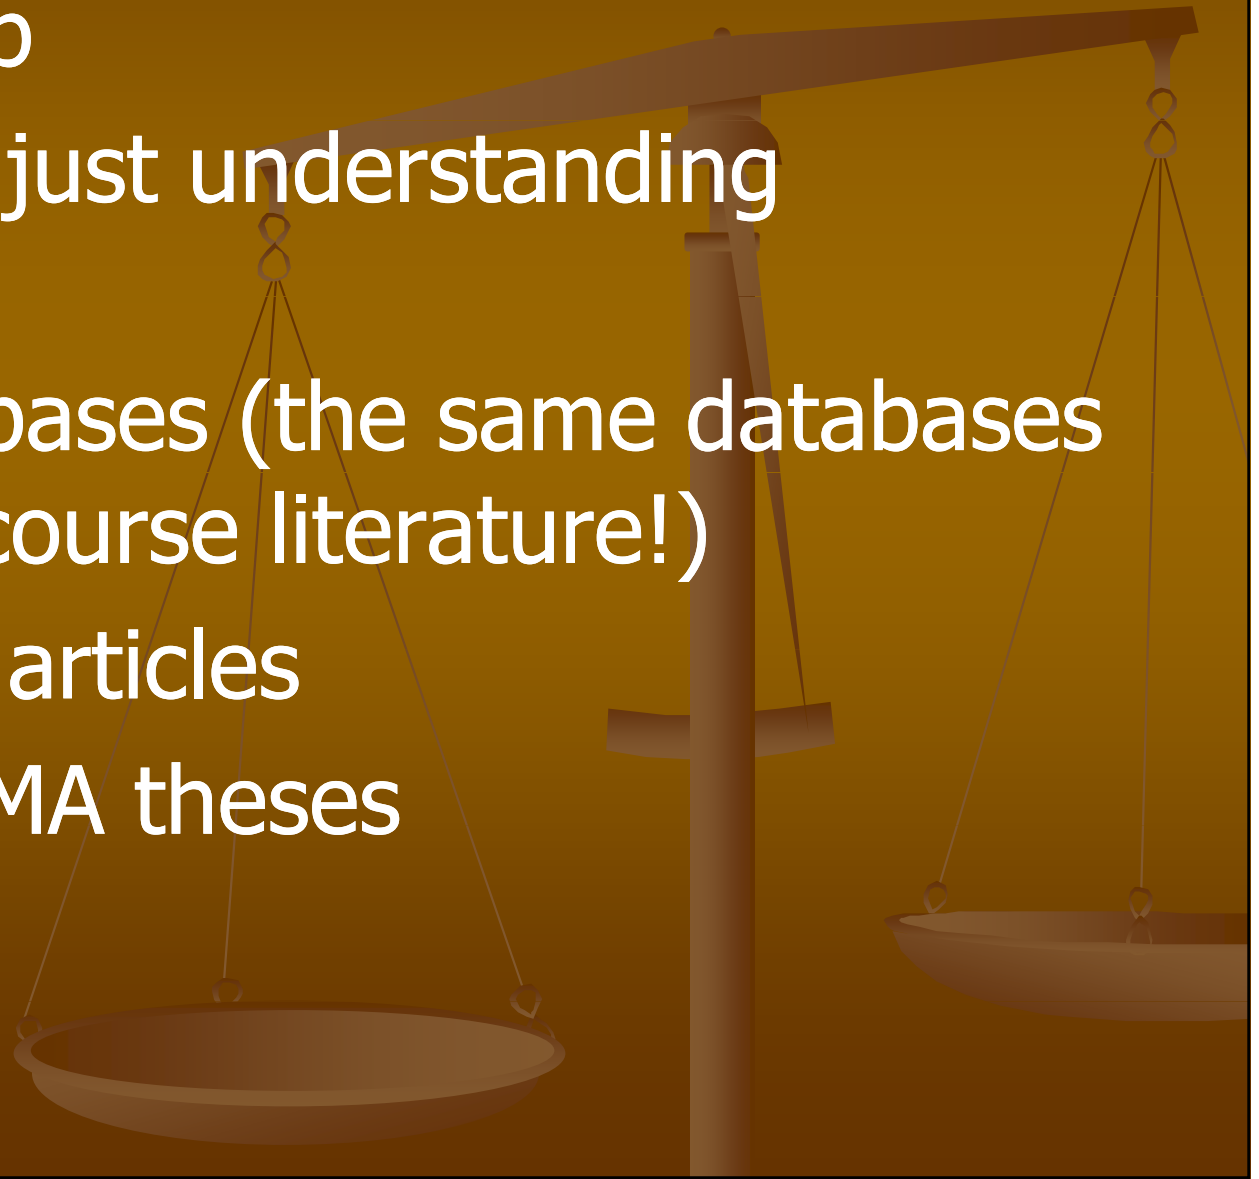 just understanding
bases (the same databases
course literature!)
articles
MA theses